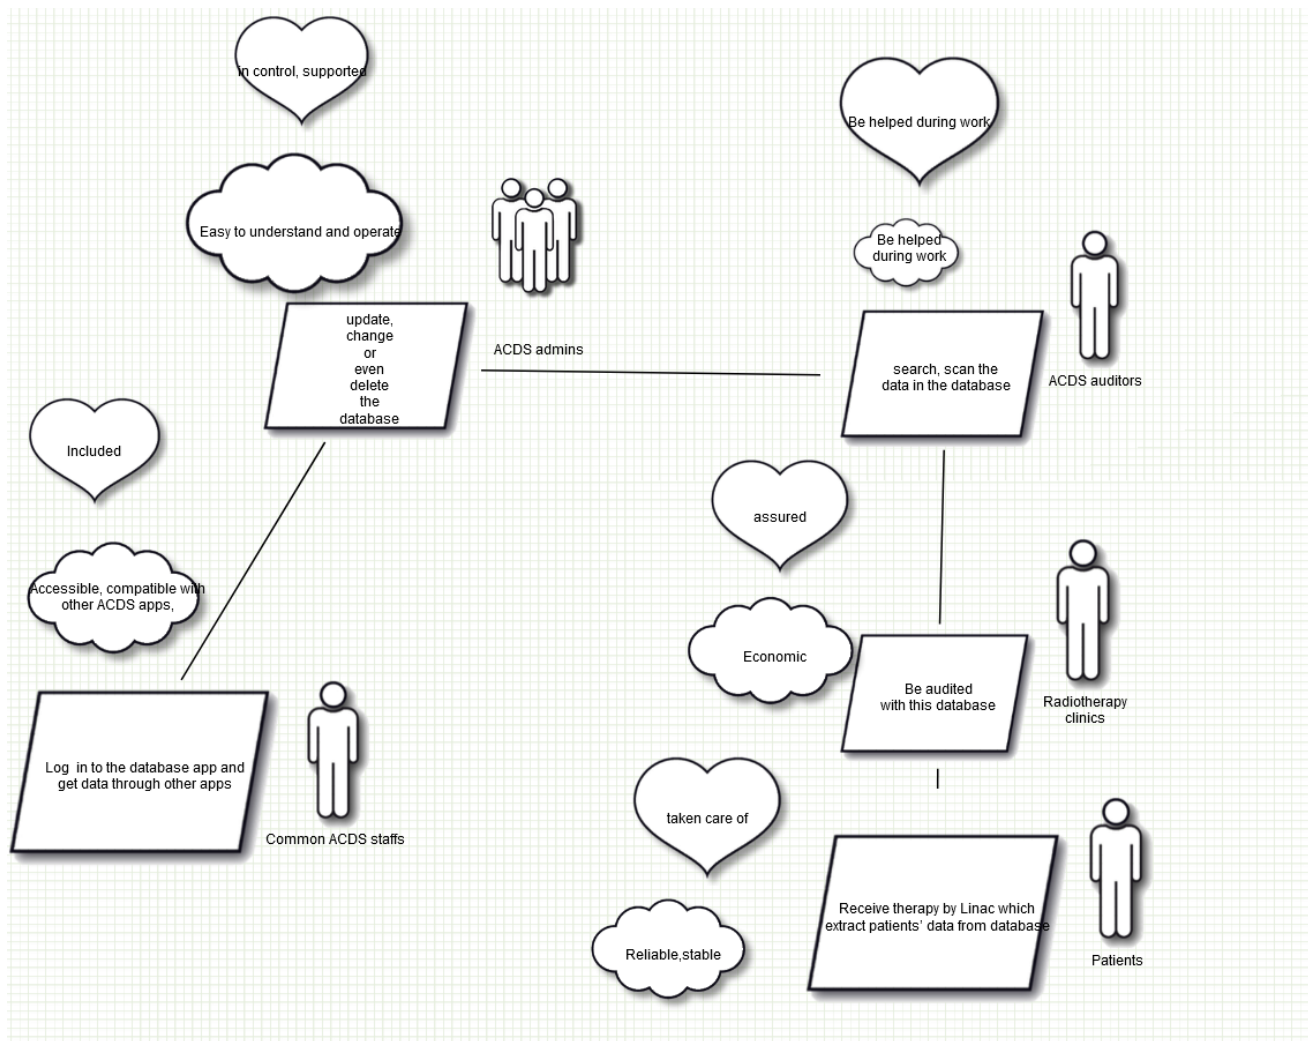 in control, supported
Easy to understand and operate
update,
change
or
even
delete
the
database
ACDS admins
Be helped during work
Be helped
during work
search, scan the
data in the database
ACDS auditors
Included
Accessible, compatible with
other ACDS apps,
Log in to the database app and
get data through other apps
Common ACDS staffs
assured
Economic
Be audited
with this database
Radiotherapy
clinics
taken care of
Reliable,stable
Receive therapy by Linac which
extract patients' data from database
Patients